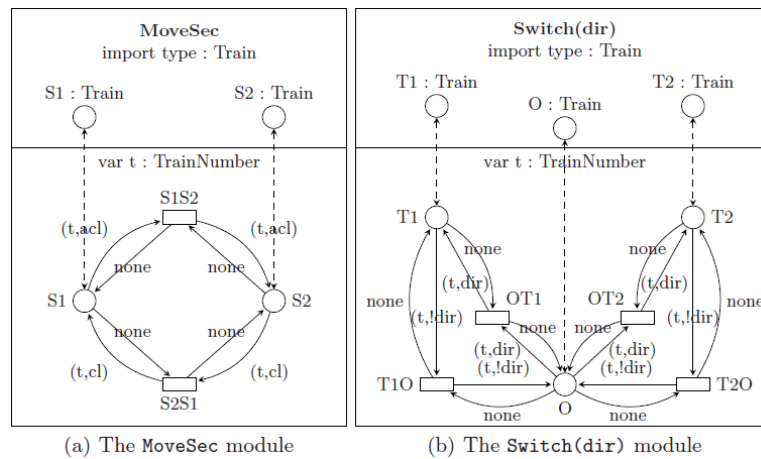 MoveSec
import type : Train
S1 : Train
S2 : Train
var t : TrainNumber
S1S2
(t,acl)
(t,acl)
none
none
S1
S2
none
none
(t,cl)
(t,cl)
S2S1
(a) The MoveSec module
Switch(dir)
import type : Train
T1 : Train
T2 : Train
O : Train
var t : TrainNumber
T1
T2
none
none
(t,dir)
(t,dir)
OT1
OT2
none
none
(t,!dir)
(t,!dir)
none
none
(t,dir)
(t,dir)
(t,!dir)
(t,!dir)
T1O
T2O
none
O
none
(b) The Switch(dir) module